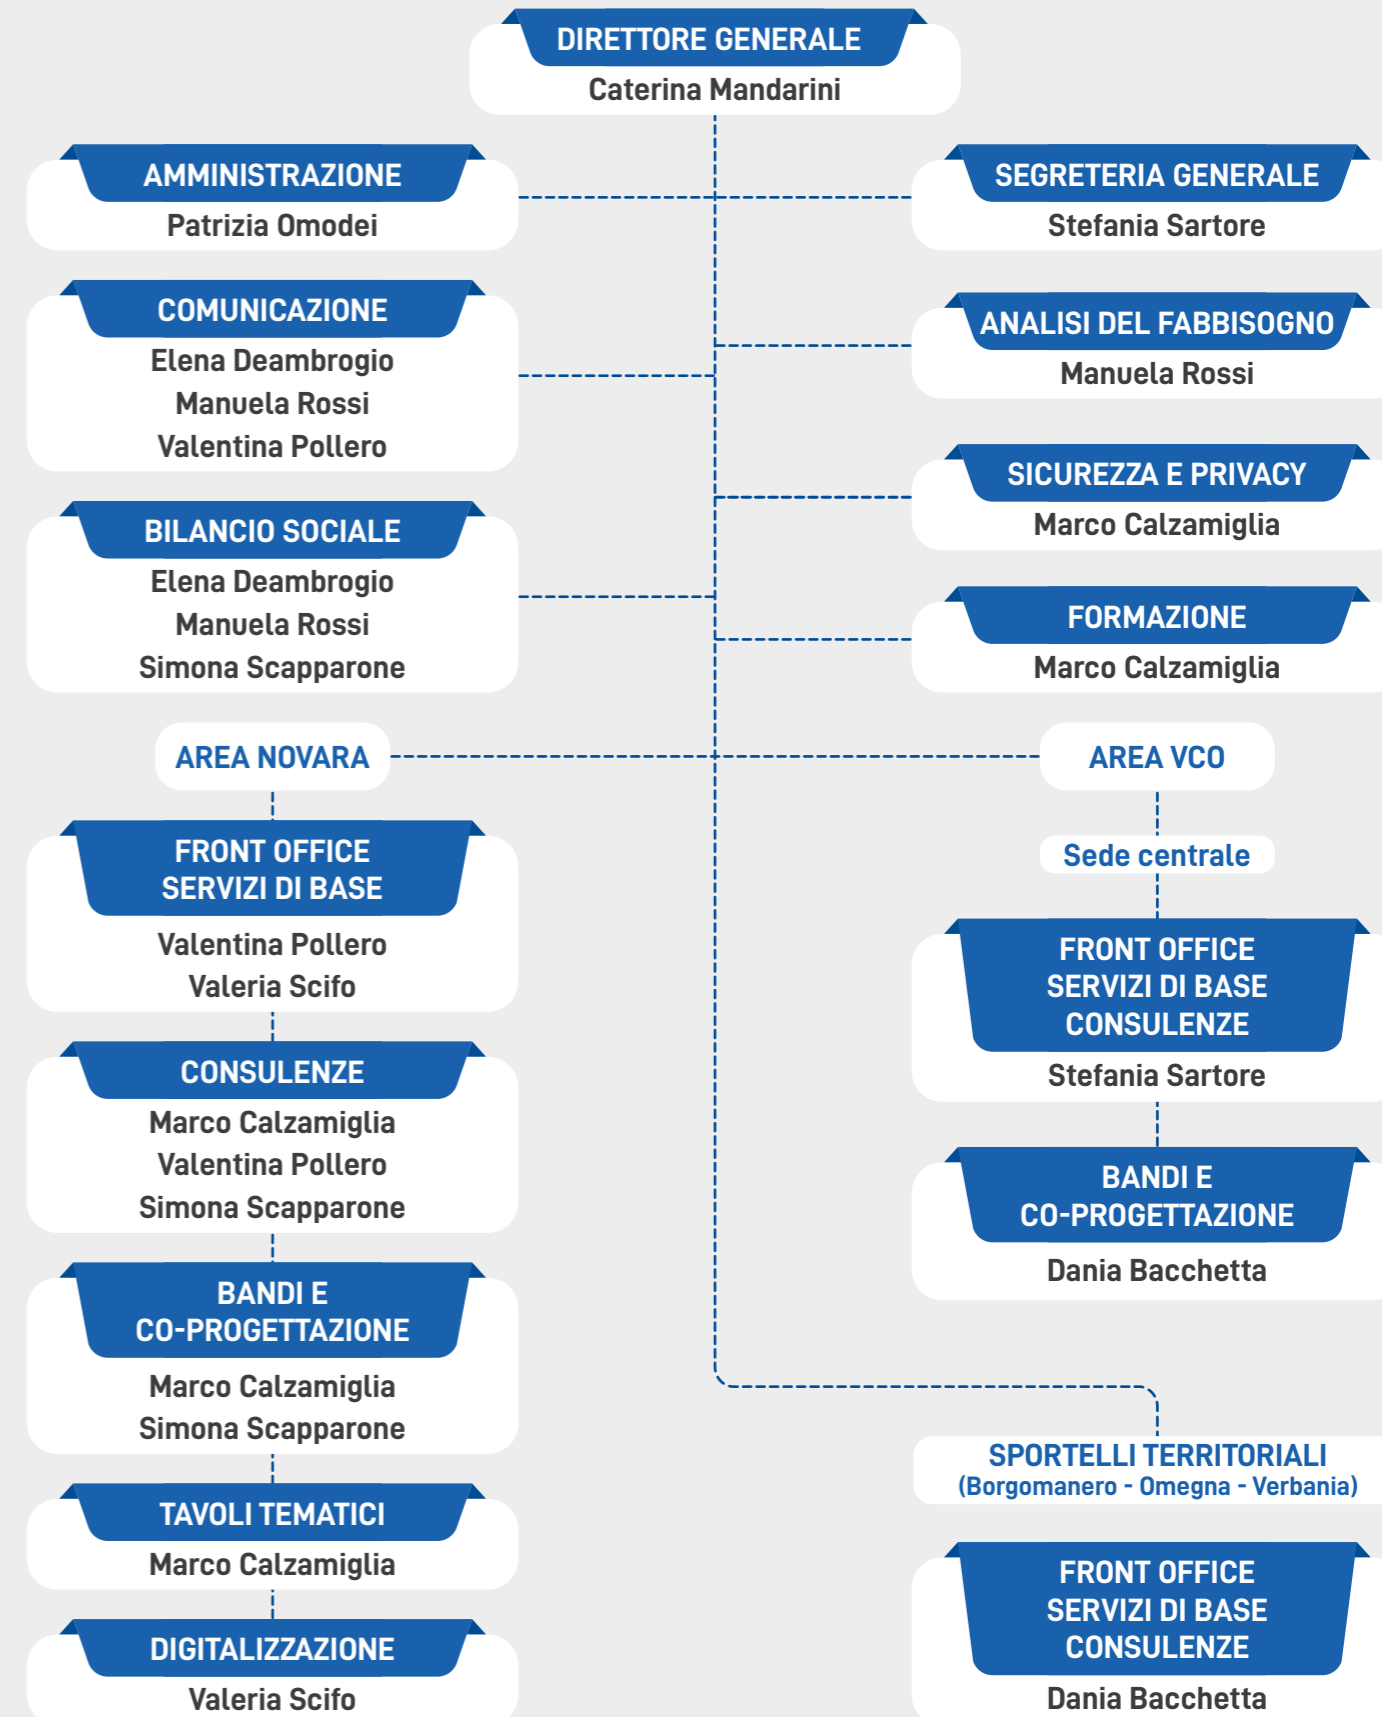 DIRETTORE GENERALE
Caterina Mandarini
AMMINISTRAZIONE
Patrizia Omodei
SEGRETERIA GENERALE
Stefania Sartore
COMUNICAZIONE
Elena Deambrogio
Manuela Rossi
Valentina Pollero
ANALISI DEL FABBISOGNO
Manuela Rossi
SICUREZZA E PRIVACY
Marco Calzamiglia
BILANCIO SOCIALE
Elena Deambrogio
Manuela Rossi
Simona Scapparone
FORMAZIONE
Marco Calzamiglia
AREA NOVARA
FRONT OFFICE
SERVIZI DI BASE
Valentina Pollero
Valeria Scifo
CONSULENZE
Marco Calzamiglia
Valentina Pollero
Simona Scapparone
BANDI E
CO-PROGETTAZIONE
Marco Calzamiglia
Simona Scapparone
TAVOLI TEMATICI
Marco Calzamiglia
DIGITALIZZAZIONE
Valeria Scifo
AREA VCO
Sede centrale
FRONT OFFICE
SERVIZI DI BASE
CONSULENZE
Stefania Sartore
BANDI E
CO-PROGETTAZIONE
Dania Bacchetta
SPORTELLI TERRITORIALI
(Borgomanero - Omegna - Verbania)
FRONT OFFICE
SERVIZI DI BASE
CONSULENZE
Dania Bacchetta